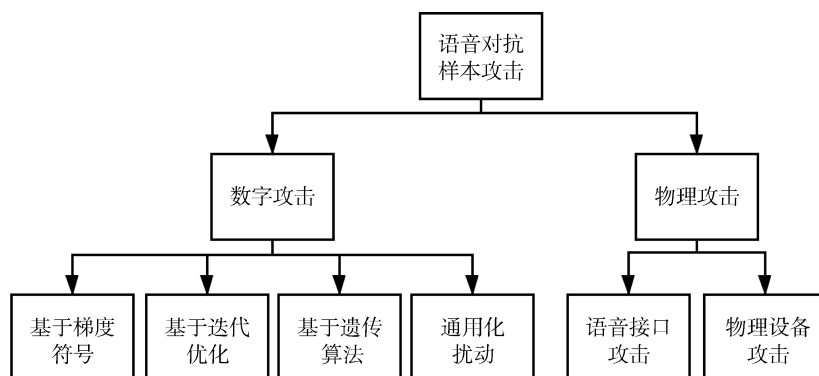 语音对抗
样本攻击
数字攻击
物理攻击
基于梯度
符号
基于迭代
优化
基于遗传
算法
通用化
扰动
语音接口
攻击
物理设备
攻击